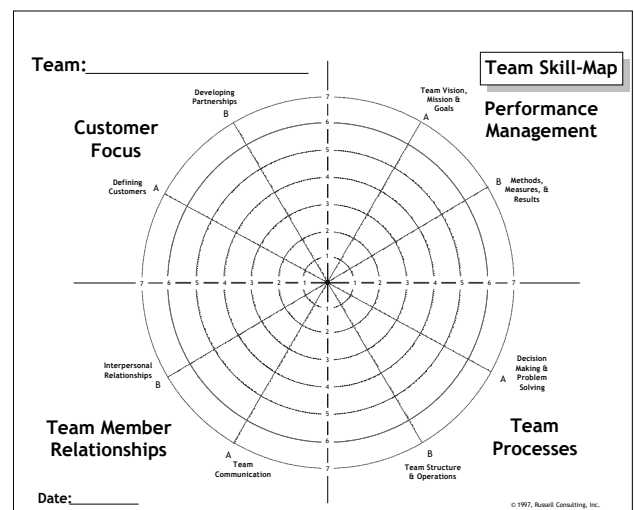 Team:
Team Skill-Map
Developing
Partnerships
B
Team Vision,
Mission &
Goals
A
Customer
Focus
Performance
Management
Defining
Customers
A
B
Methods,
Measures, &
Results
7
6
5
4
3
2
1
7 6 5 4 3 2 1 1 2 3 4 5 6 7
1
2
3
4
5
6
7
Interpersonal
Relationships
B
Decision
Making &
Problem
Solving
A
Team Member
Relationships
Team
Processes
A
Team
Communication
B
Team Structure
& Operations
Date:
© 1997, Russell Consulting, Inc.